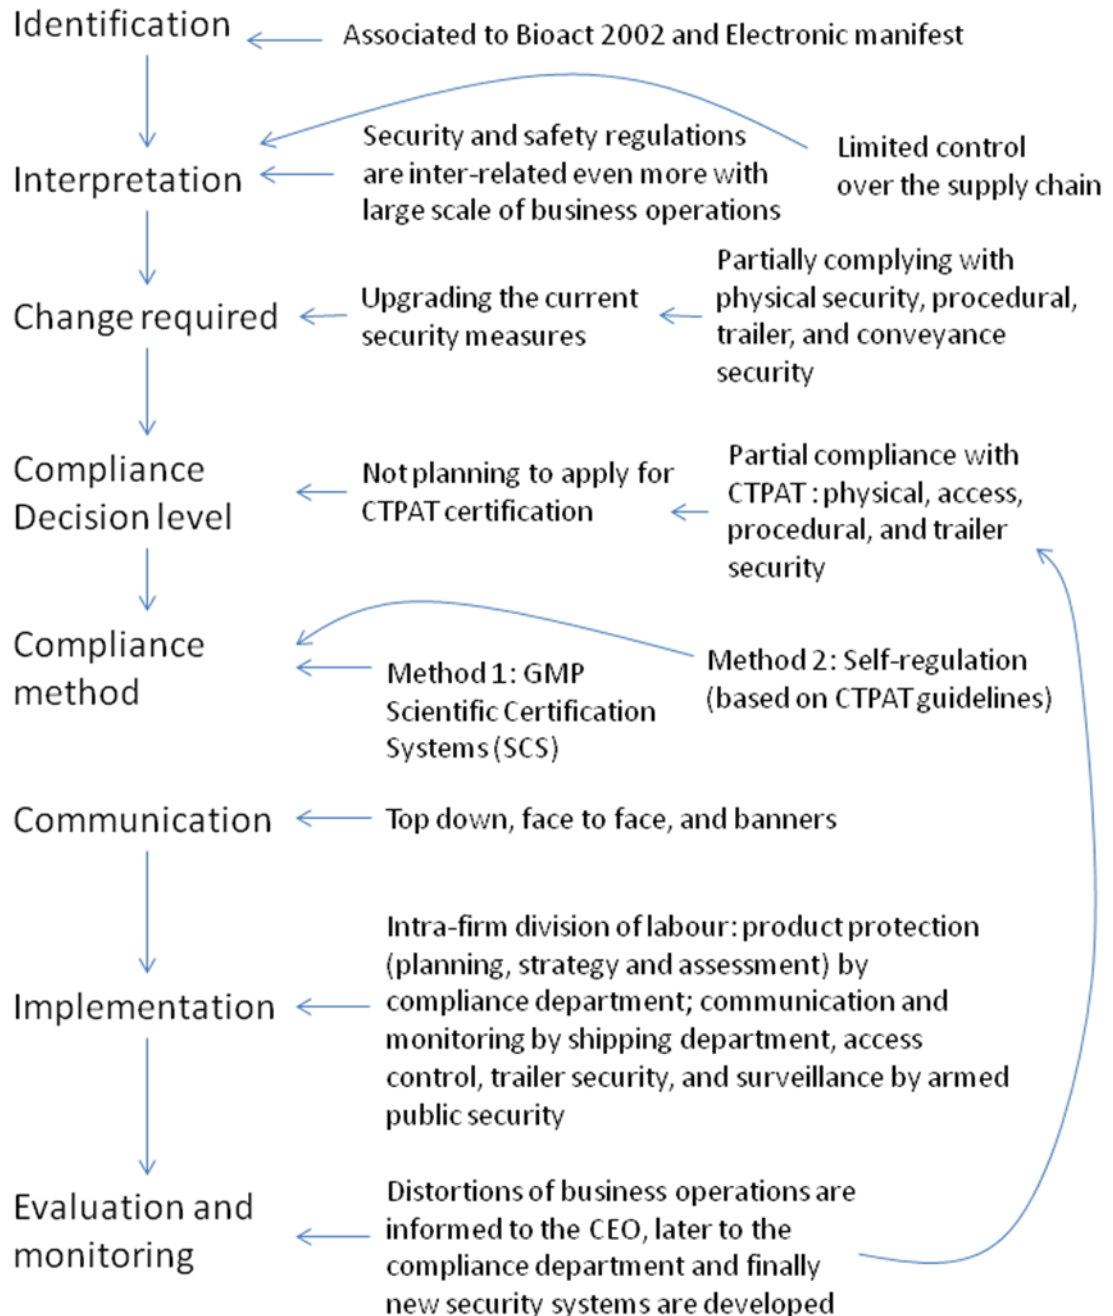 Identification
Associated to Bioact 2002 and Electronic manifest
Interpretation
Security and safety regulations
are inter-related even more with
large scale of business operations
Limited control
over the supply chain
Change required
Upgrading the current
security measures
Partially complying with
physical security, procedural,
trailer, and conveyance
security
Compliance
Decision level
Not planning to apply for
CTPAT certification
Partial compliance with
CTPAT : physical, access,
procedural, and trailer
security
Compliance
method
Method 1: GMP
Scientific Certification
Systems (SCS)
Method 2: Self-regulation
(based on CTPAT guidelines)
Communication
Top down, face to face, and banners
Implementation
Intra-firm division of labour: product protection
(planning, strategy and assessment) by
compliance department; communication and
monitoring by shipping department, access
control, trailer security, and surveillance by armed
public security
Evaluation and
monitoring
Distortions of business operations are
informed to the CEO, later to the
compliance department and finally
new security systems are developed